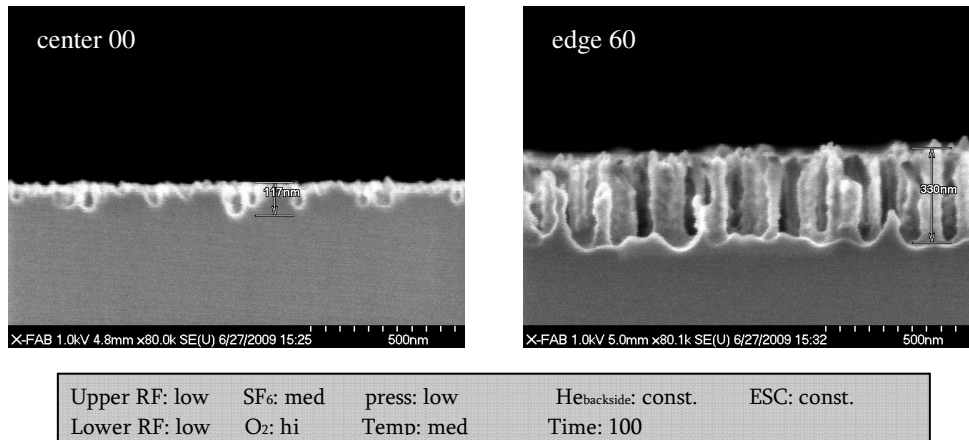 center 00
edge 60
117nm
330nm
X-FAB 1.0kV 4.8mm x80.0k SE(U) 6/27/2009 15:25 500nm
X-FAB 1.0kV 5.0mm x80.1k SE(U) 6/27/2009 15:32 500nm
Upper RF: low SF₆: med press: low He backside: const. ESC: const.
Lower RF: low O₂: hi Temp: med Time: 100